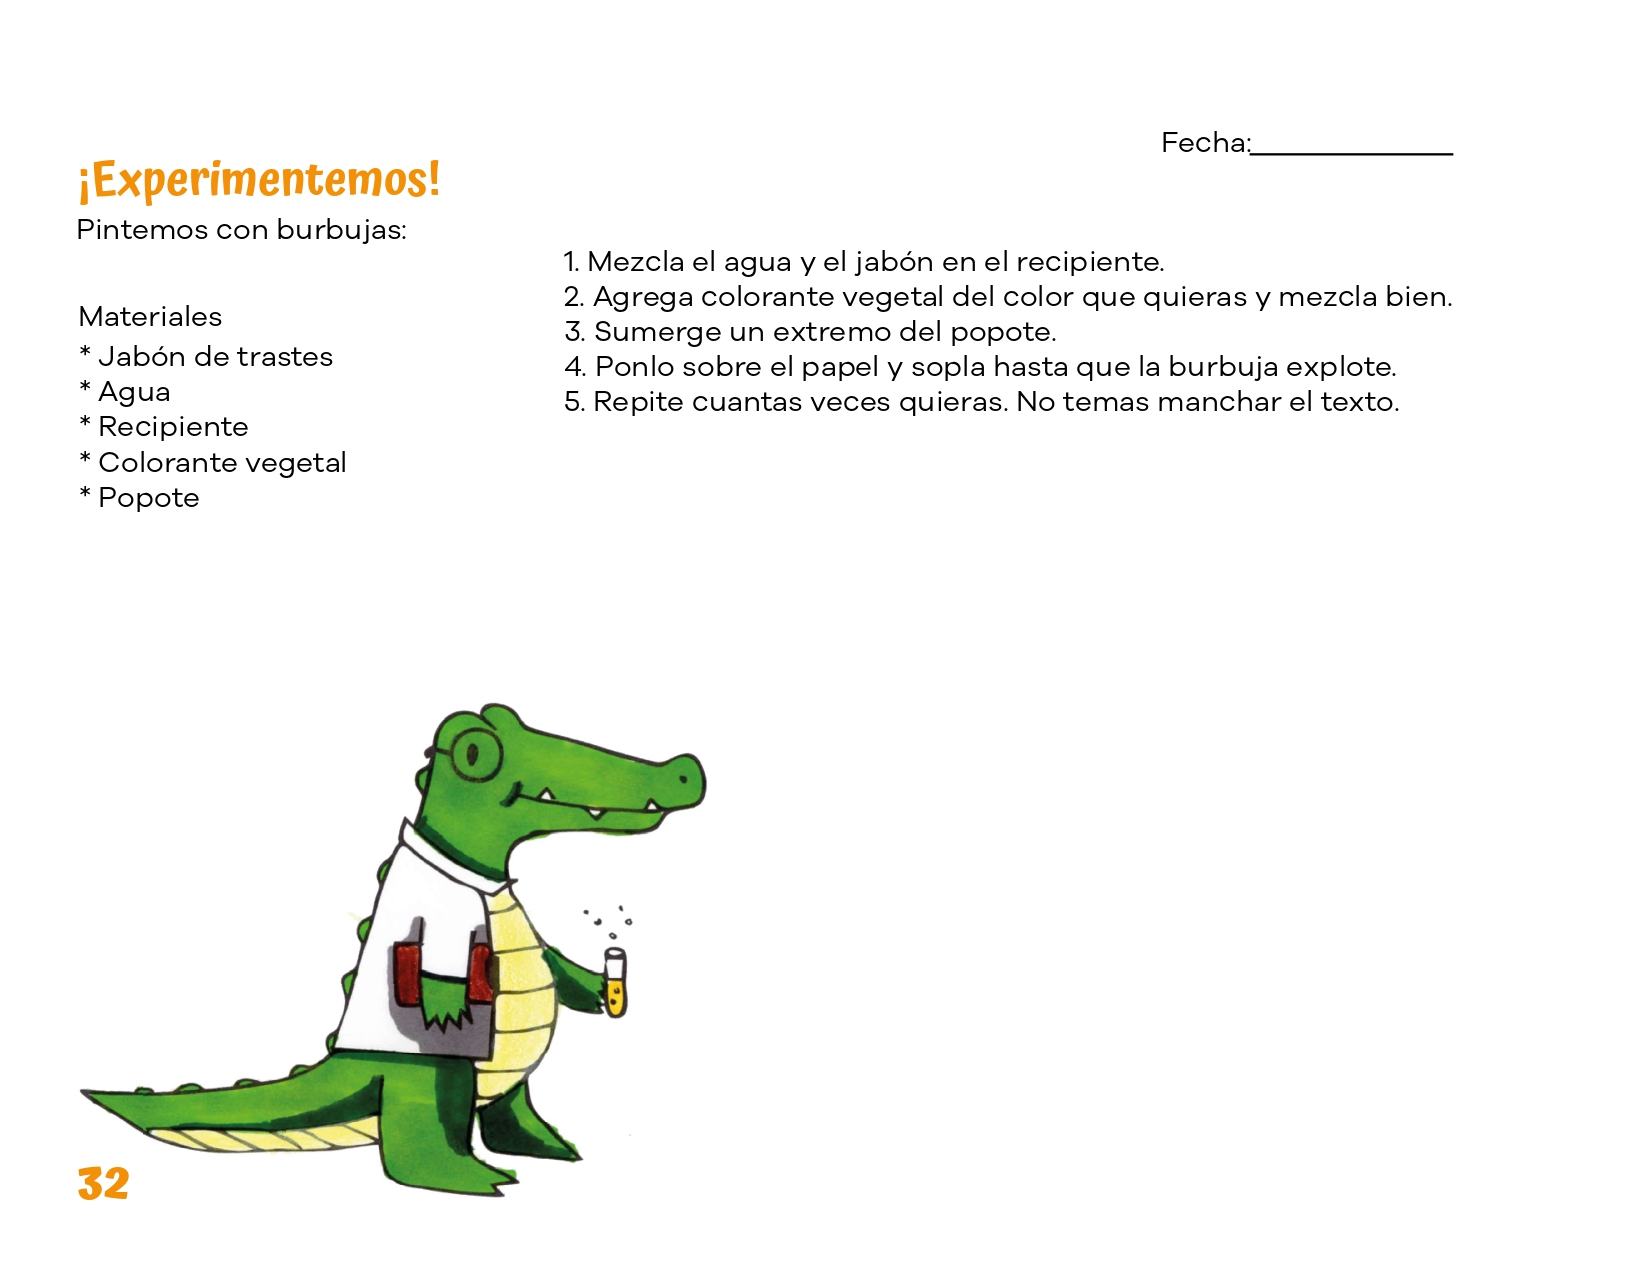 Fecha:______________
¡Experimentemos!
Pintemos con burbujas:
Materiales
* Jabón de trastes
* Agua
* Recipiente
* Colorante vegetal
* Popote
1. Mezcla el agua y el jabón en el recipiente.
2. Agrega colorante vegetal del color que quieras y mezcla bien.
3. Sumerge un extremo del popote.
4. Ponlo sobre el papel y sopla hasta que la burbuja explote.
5. Repite cuantas veces quieras. No temas manchar el texto.
32